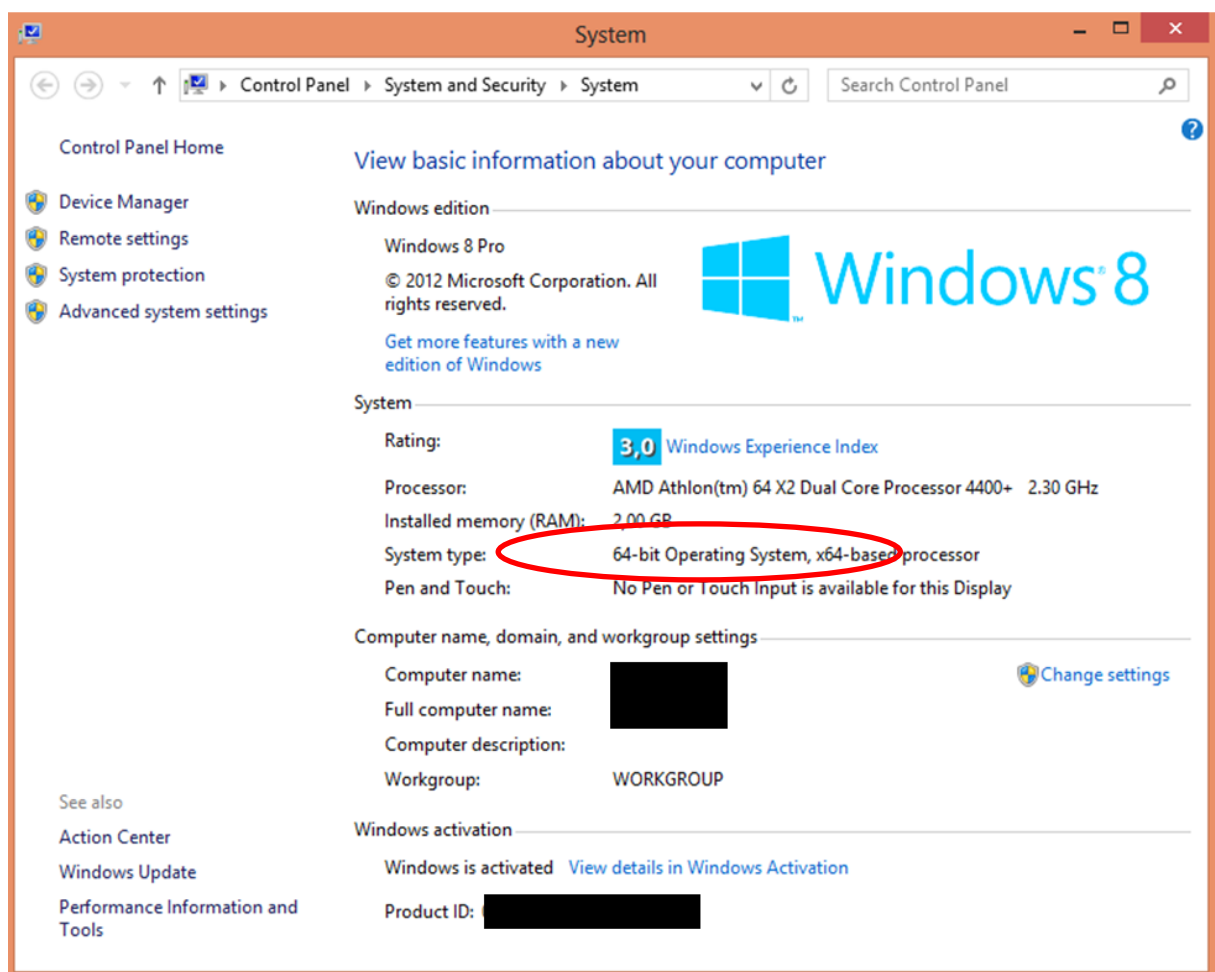 System
Control Panel System and Security System
Search Control Panel
Control Panel Home
Device Manager
Remote settings
System protection
Advanced system settings
View basic information about your computer
Windows edition
Windows 8 Pro
© 2012 Microsoft Corporation. All
rights reserved.
Get more features with a new
edition of Windows
Windows 8
System
Rating: 3,0 Windows Experience Index
Processor: AMD Athlon(tm) 64 X2 Dual Core Processor 4400+ 2.30 GHz
Installed memory (RAM): 2,00 GB
System type: 64-bit Operating System, x64-based processor
Pen and Touch: No Pen or Touch Input is available for this Display
Computer name, domain, and workgroup settings
Computer name:
Change settings
Full computer name:
Computer description:
Workgroup: WORKGROUP
Windows activation
Windows is activated View details in Windows Activation
Product ID:
See also
Action Center
Windows Update
Performance Information and
Tools